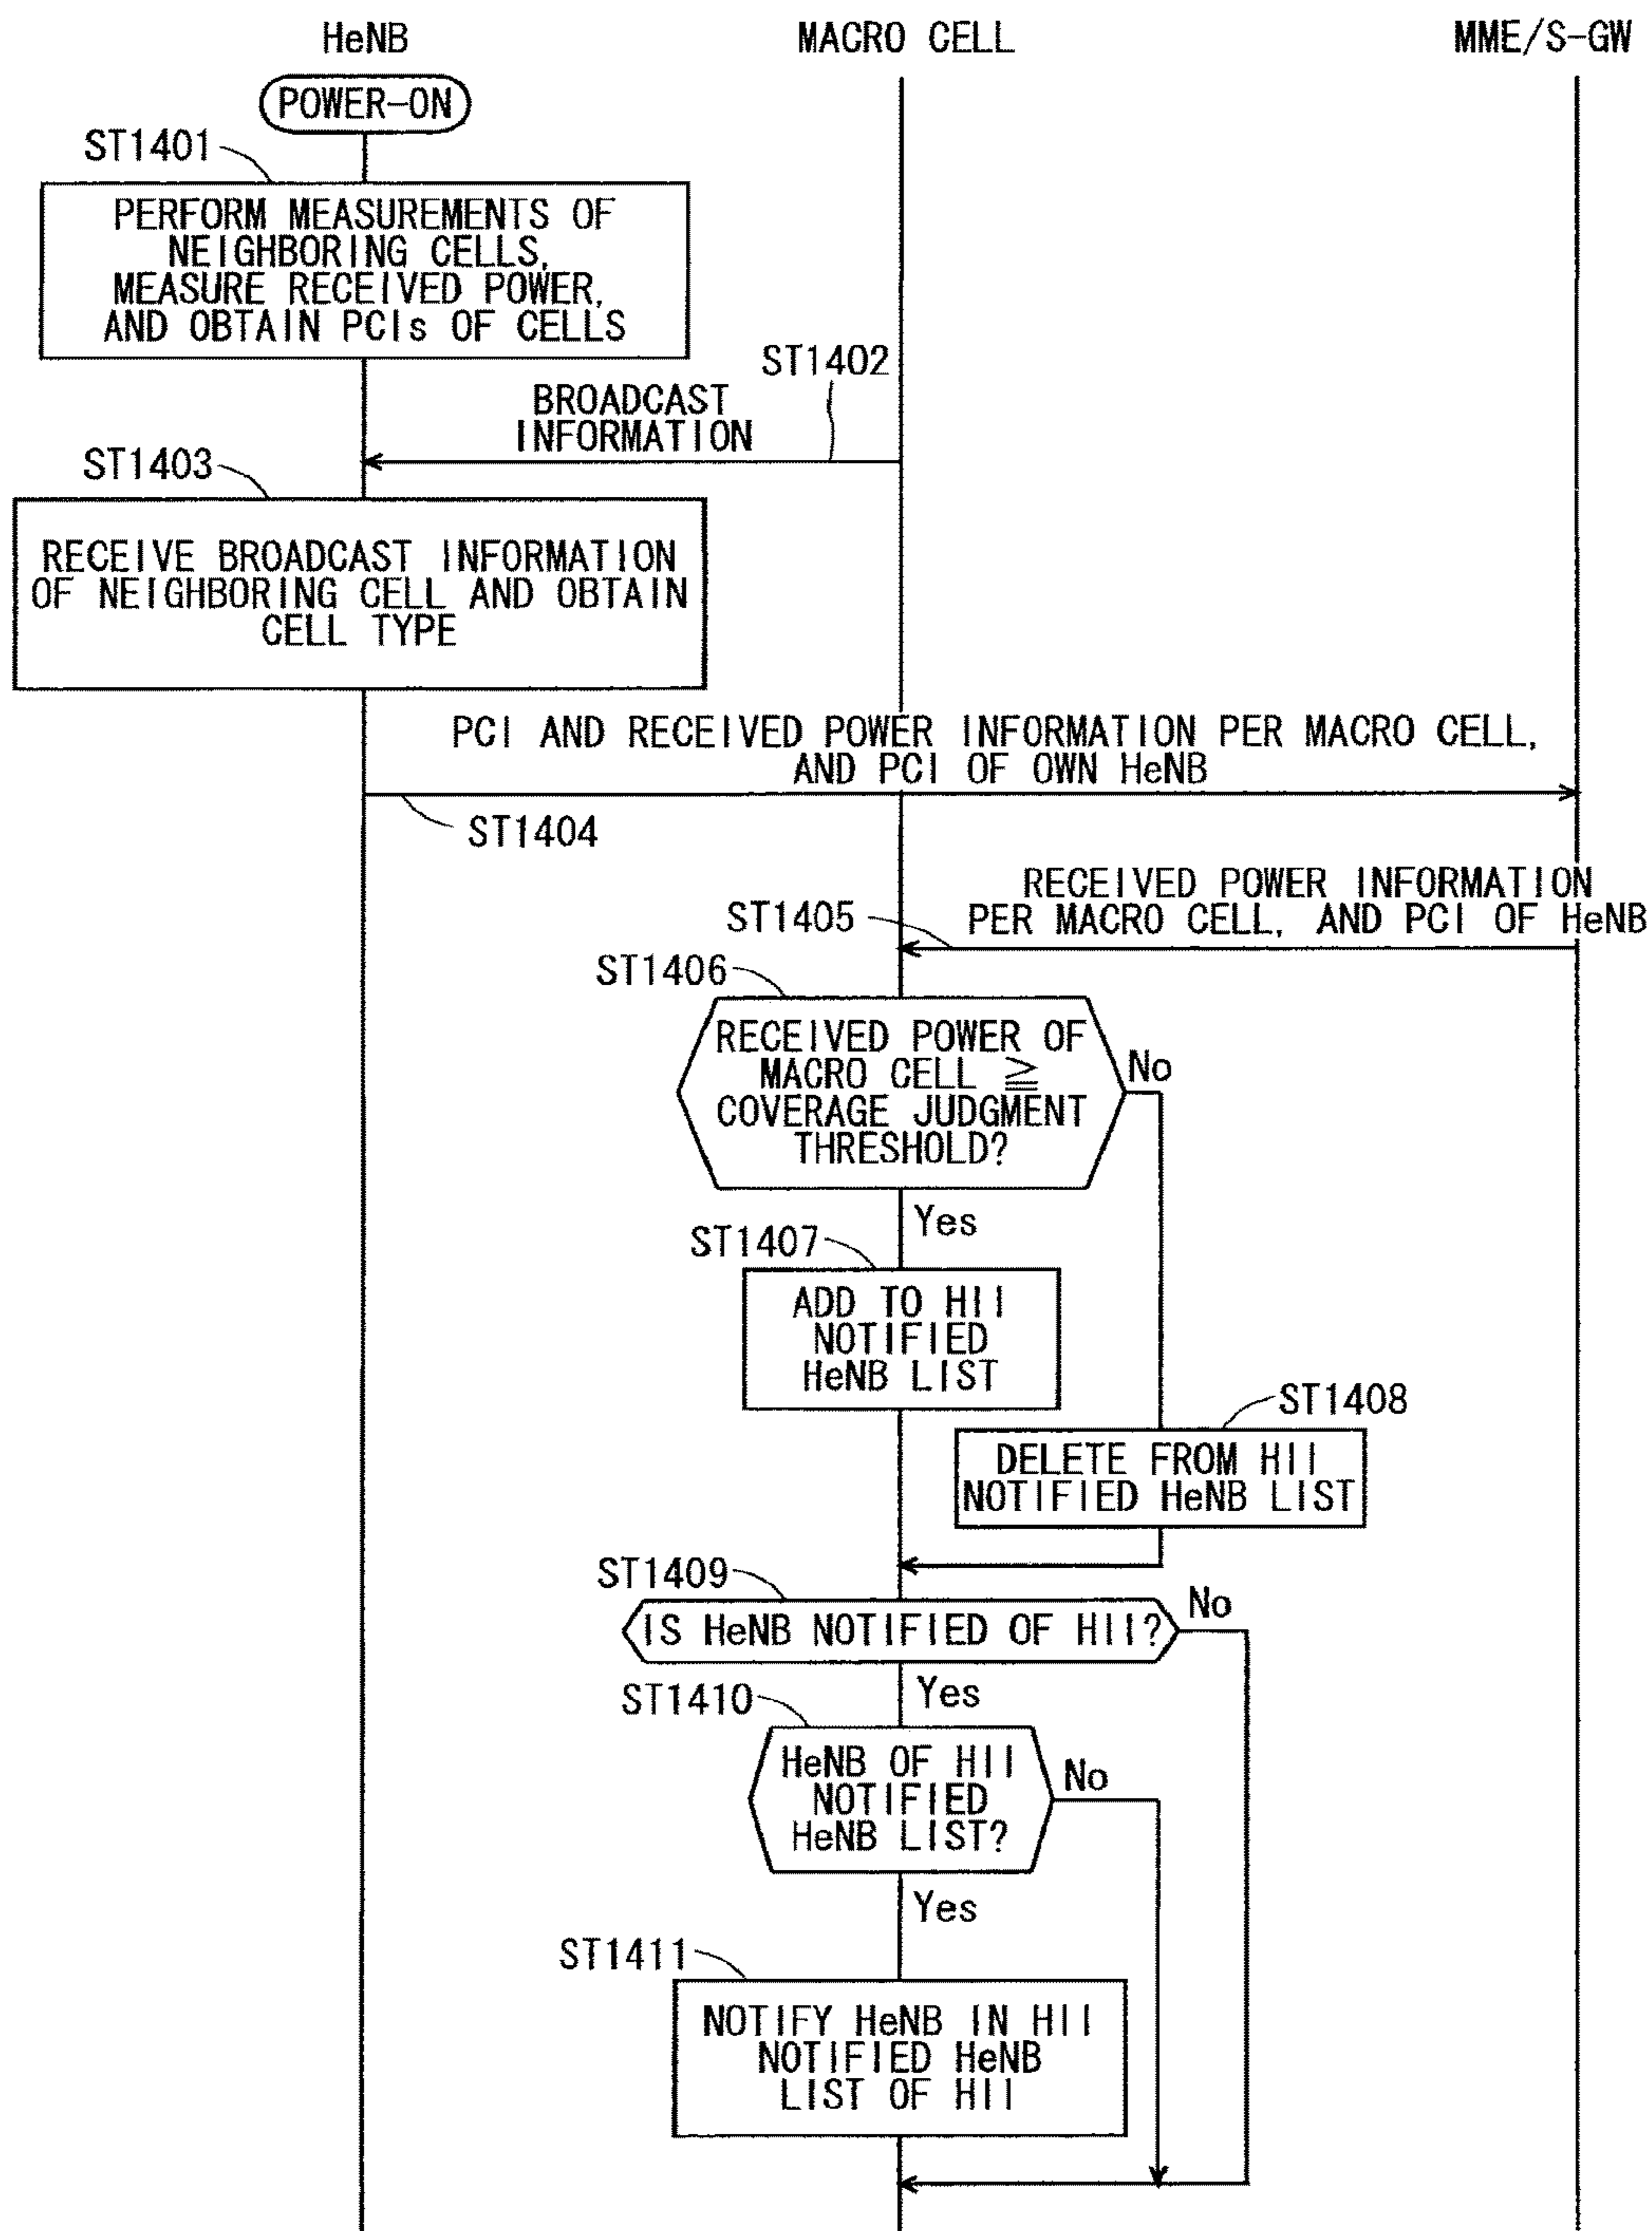 HeNB
MACRO CELL
MME/S-GW
POWER-ON
ST1401
PERFORM MEASUREMENTS OF
NEIGHBORING CELLS,
MEASURE RECEIVED POWER,
AND OBTAIN PCIs OF CELLS
ST1402
BROADCAST
INFORMATION
ST1403
RECEIVE BROADCAST INFORMATION
OF NEIGHBORING CELL AND OBTAIN
CELL TYPE
PCI AND RECEIVED POWER INFORMATION PER MACRO CELL,
AND PCI OF OWN HeNB
ST1404
RECEIVED POWER INFORMATION
PER MACRO CELL, AND PCI OF HeNB
ST1405
ST1406
RECEIVED POWER OF
MACRO CELL ≧
COVERAGE JUDGMENT
THRESHOLD?
No
Yes
ST1407
ADD TO HII
NOTIFIED
HeNB LIST
ST1408
DELETE FROM HII
NOTIFIED HeNB LIST
ST1409
IS HeNB NOTIFIED OF HII?
No
Yes
ST1410
HeNB OF HII
NOTIFIED
HeNB LIST?
No
Yes
ST1411
NOTIFY HeNB IN HII
NOTIFIED HeNB
LIST OF HII